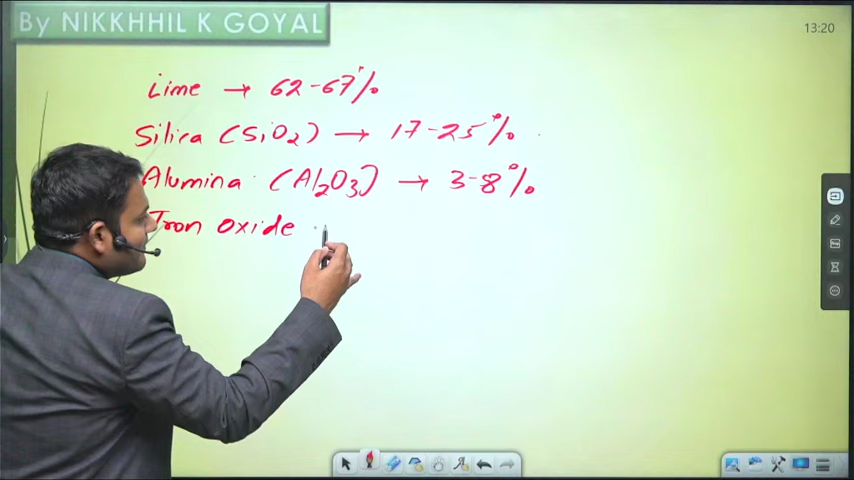 By NIKKHHIL K GOYAL
13:20
Lime → 62-67%
Silica (SiO2) → 17-25%
Alumina (Al2O3) → 3-8%
Iron oxide